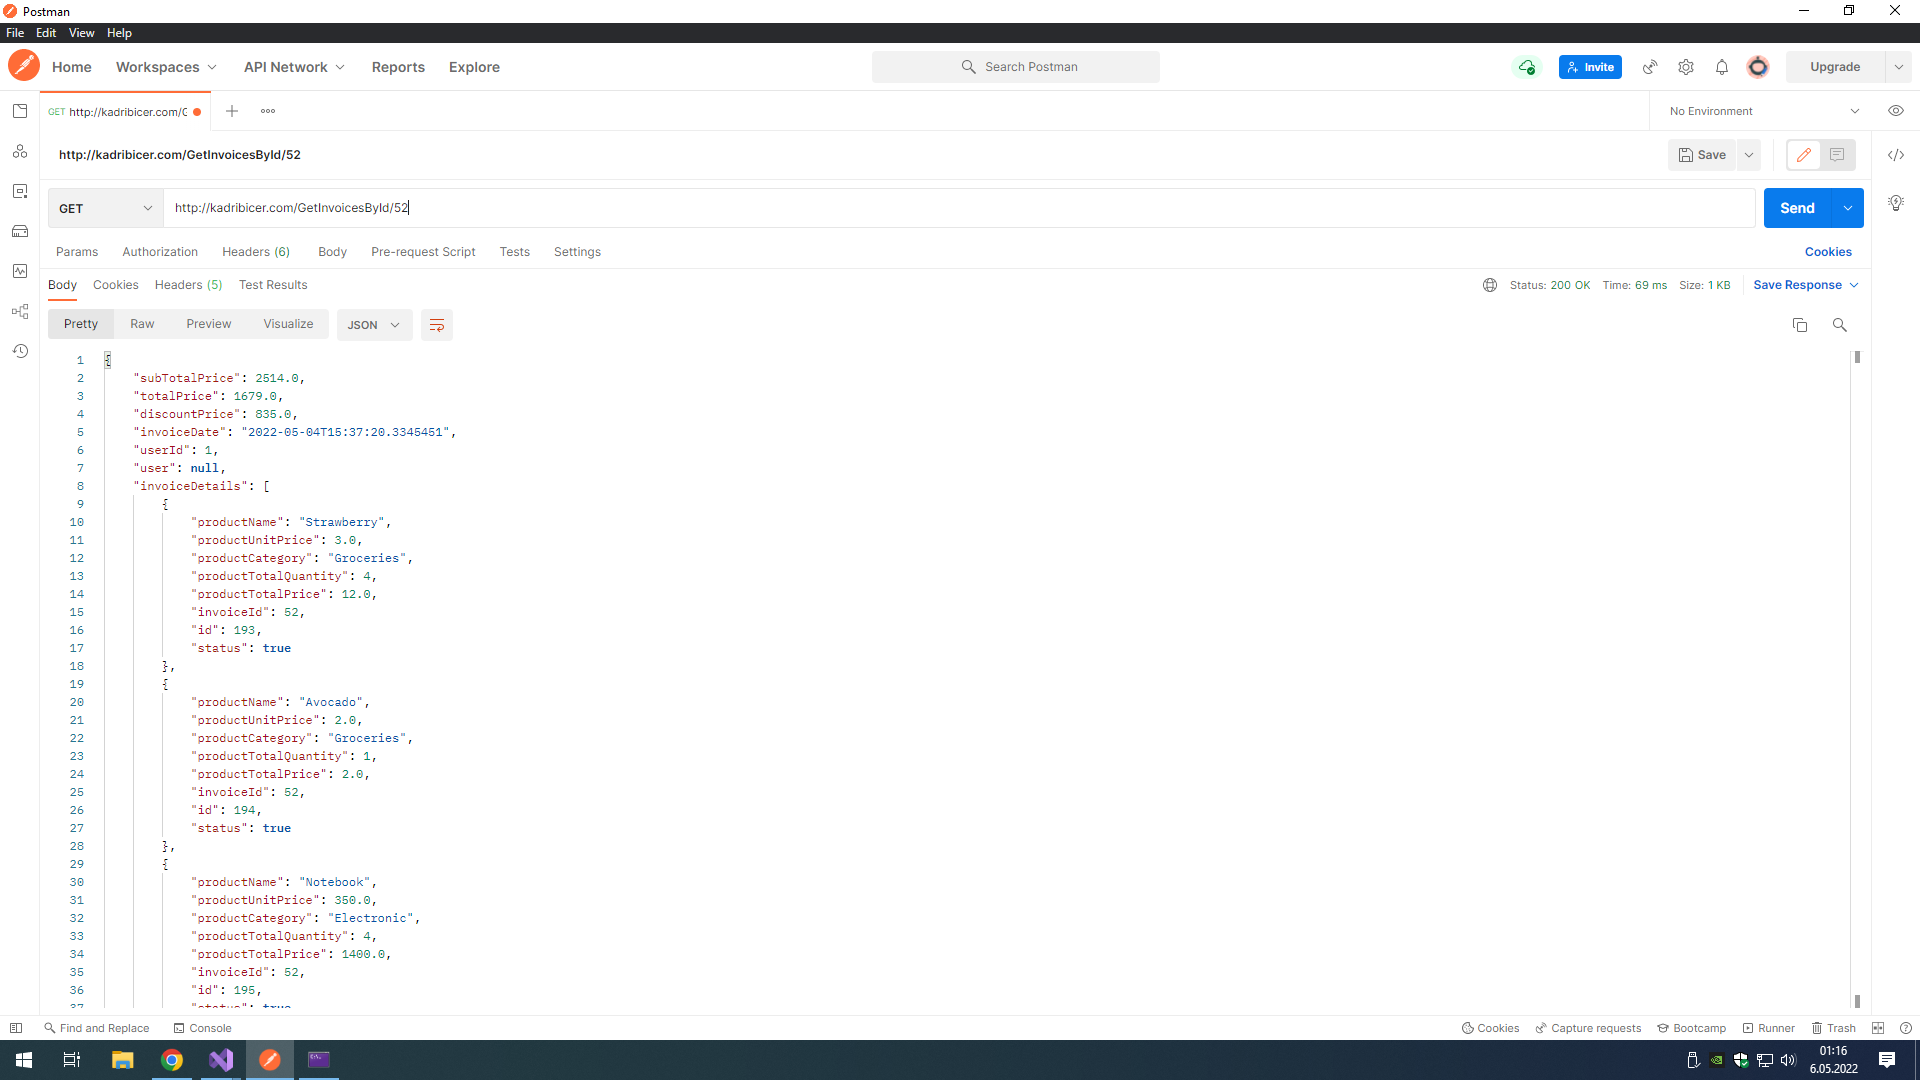 Postman
File Edit View Help
Home Workspaces API Network Reports Explore Search Postman Invite Upgrade
GET http://kadribicer.com/G No Environment
http://kadribicer.com/GetInvoicesById/52 Save
GET http://kadribicer.com/GetInvoicesById/52 Send
Params Authorization Headers (6) Body Pre-request Script Tests Settings Cookies
Body Cookies Headers (5) Test Results Status: 200 OK Time: 69 ms Size: 1 KB Save Response
Pretty Raw Preview Visualize JSON
1 {
2 "subTotalPrice": 2514.0,
3 "totalPrice": 1679.0,
4 "discountPrice": 835.0,
5 "invoiceDate": "2022-05-04T15:37:20.3345451",
6 "userId": 1,
7 "user": null,
8 "invoiceDetails": [
9 {
10 "productName": "Strawberry",
11 "productUnitPrice": 3.0,
12 "productCategory": "Groceries",
13 "productTotalQuantity": 4,
14 "productTotalPrice": 12.0,
15 "invoiceId": 52,
16 "id": 193,
17 "status": true
18 },
19 {
20 "productName": "Avocado",
21 "productUnitPrice": 2.0,
22 "productCategory": "Groceries",
23 "productTotalQuantity": 1,
24 "productTotalPrice": 2.0,
25 "invoiceId": 52,
26 "id": 194,
27 "status": true
28 },
29 {
30 "productName": "Notebook",
31 "productUnitPrice": 350.0,
32 "productCategory": "Electronic",
33 "productTotalQuantity": 4,
34 "productTotalPrice": 1400.0,
35 "invoiceId": 52,
36 "id": 195,
37 "status": true
Find and Replace Console Cookies Capture requests Bootcamp Runner Trash
01:16
6.05.2022